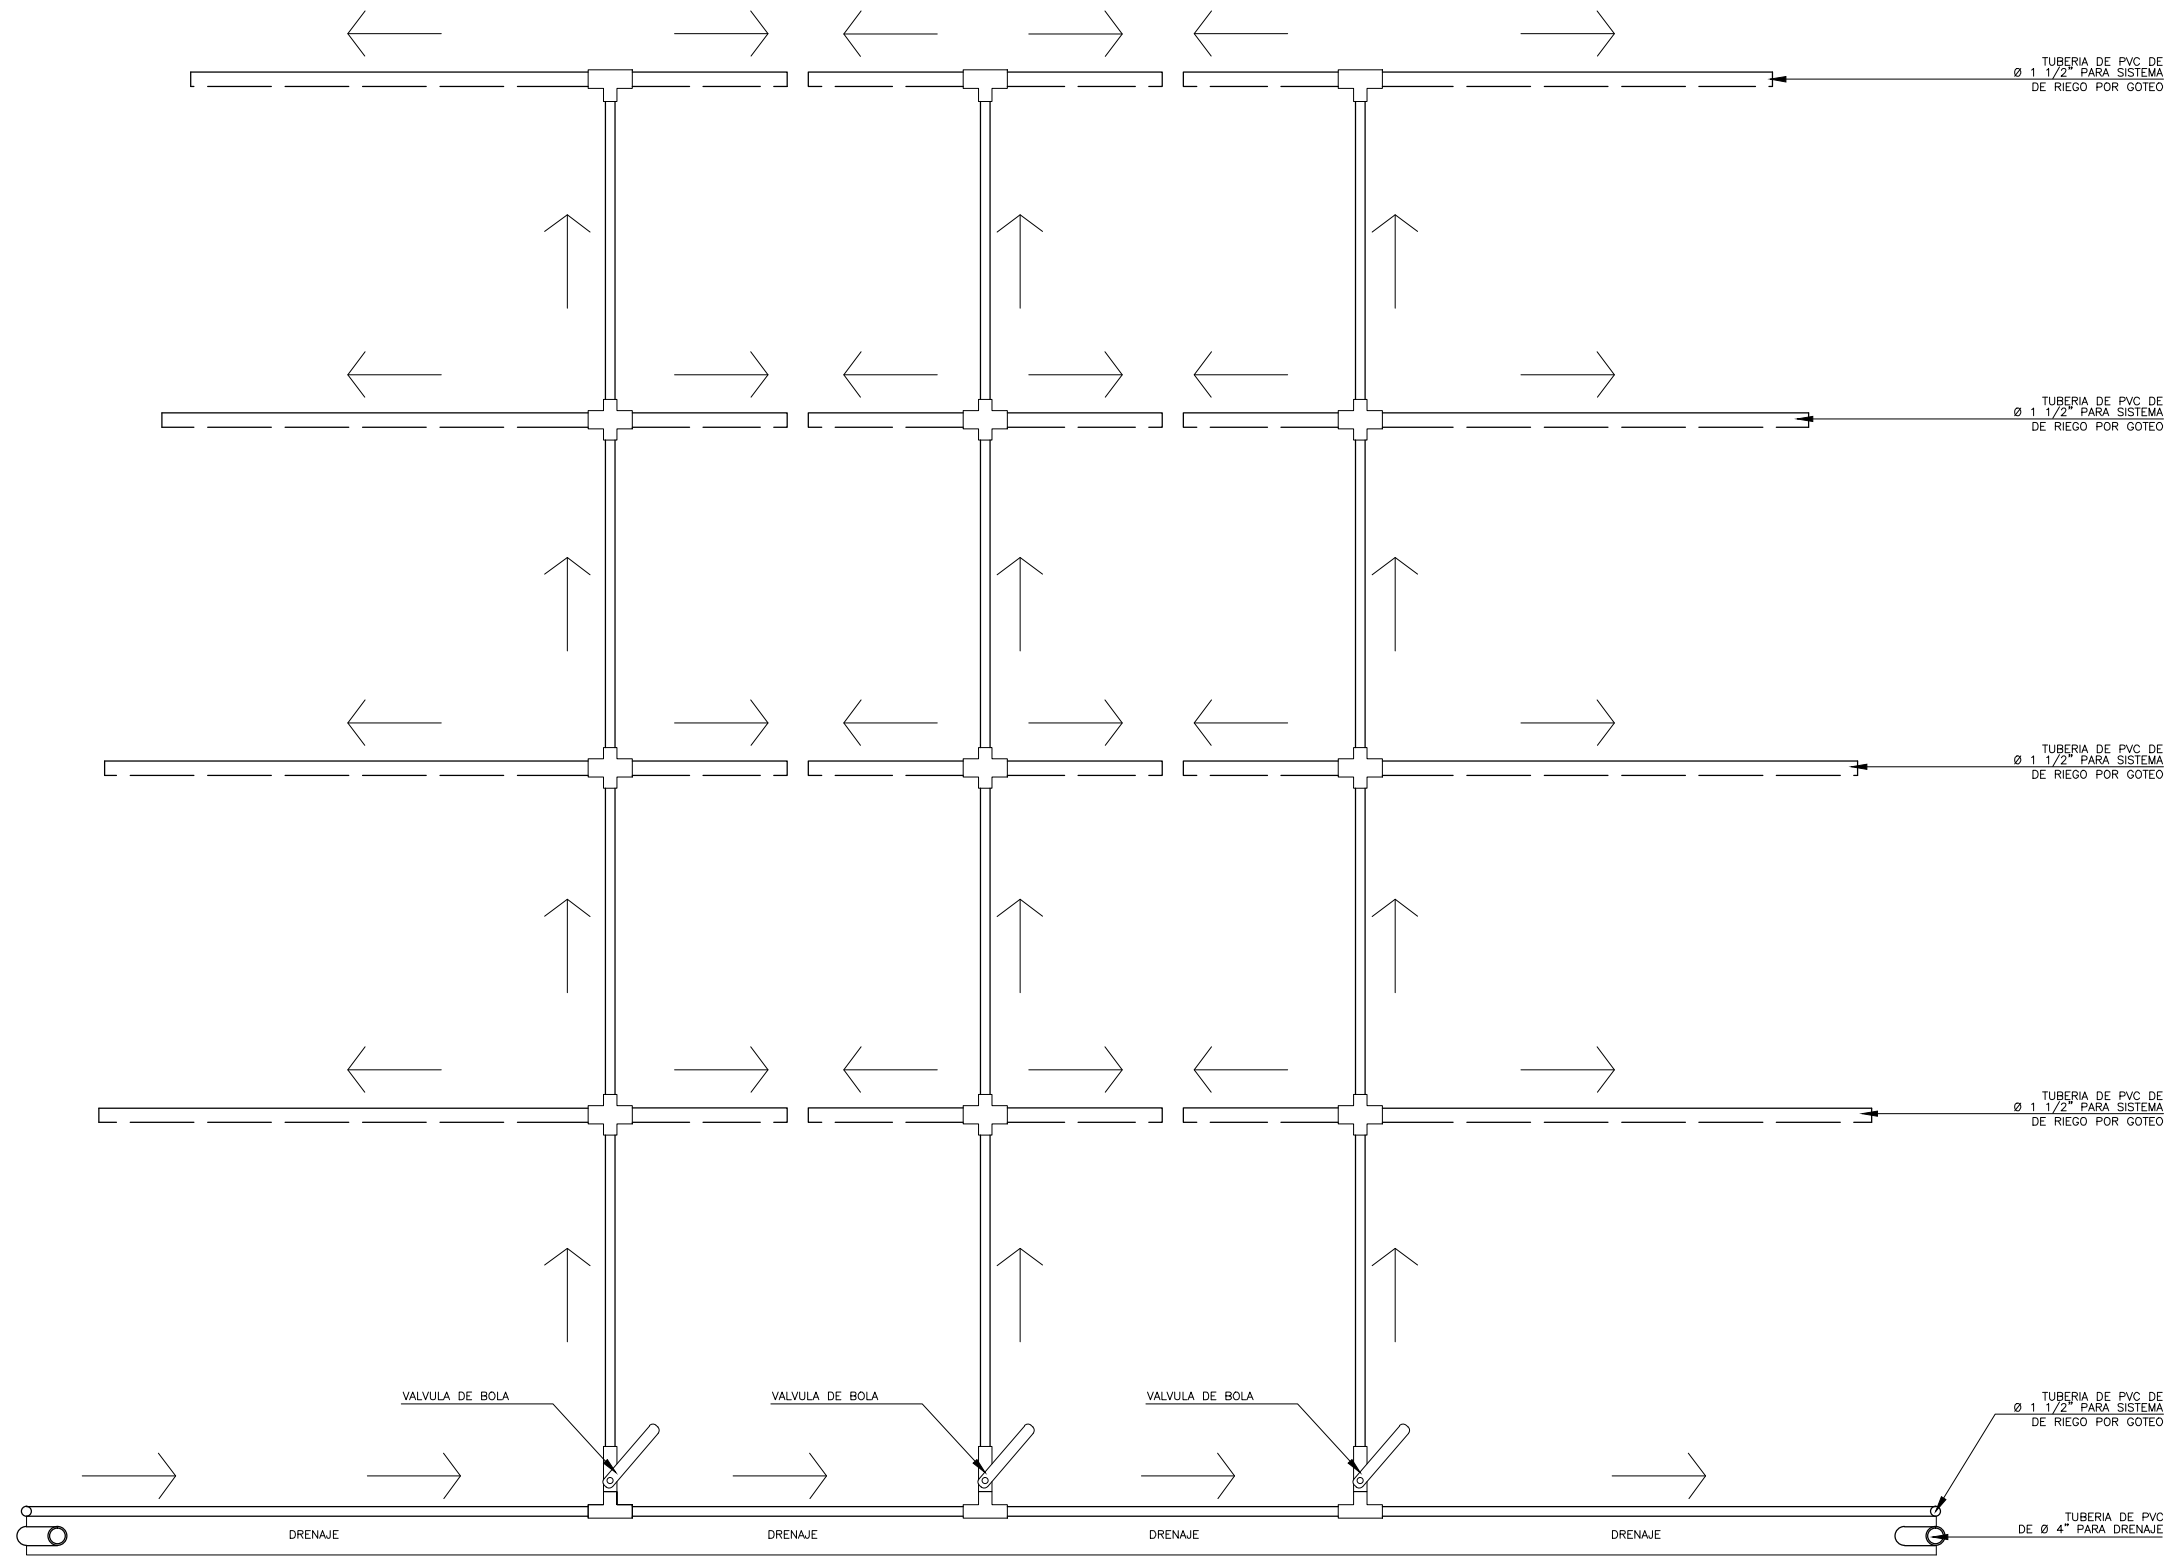 TUBERIA DE PVC DE
Ø 1 1/2" PARA SISTEMA
DE RIEGO POR GOTEO
TUBERIA DE PVC DE
Ø 1 1/2" PARA SISTEMA
DE RIEGO POR GOTEO
TUBERIA DE PVC DE
Ø 1 1/2" PARA SISTEMA
DE RIEGO POR GOTEO
TUBERIA DE PVC DE
Ø 1 1/2" PARA SISTEMA
DE RIEGO POR GOTEO
VALVULA DE BOLA
VALVULA DE BOLA
VALVULA DE BOLA
TUBERIA DE PVC DE
Ø 1 1/2" PARA SISTEMA
DE RIEGO POR GOTEO
DRENAJE
DRENAJE
DRENAJE
DRENAJE
TUBERIA DE PVC
DE Ø 4" PARA DRENAJE